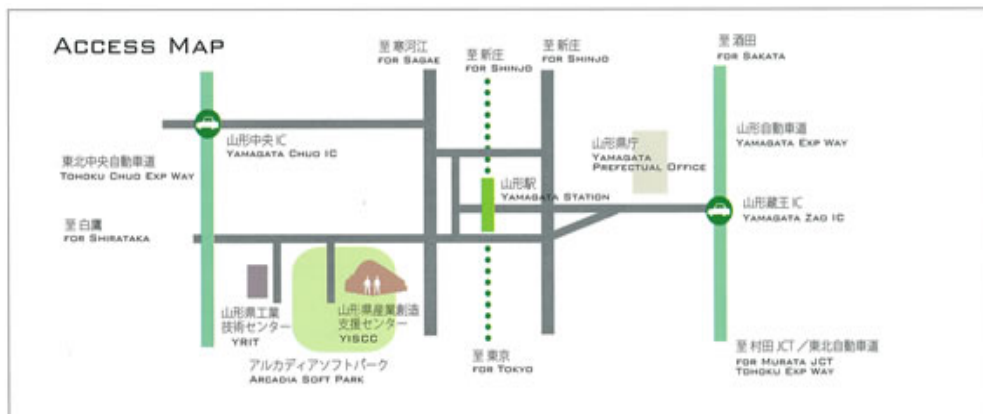 ACCESS MAP
至 寒河江
FOR SAGAE
至 新庄
FOR SHINJO
至 新庄
FOR SHINJO
至 酒田
FOR SAKATA
山形中央 IC
YAMAGATA CHUO IC
東北中央自動車道
TOHOKU CHUO EXP WAY
山形県庁
YAMAGATA
PREFECTUAL OFFICE
山形自動車道
YAMAGATA EXP WAY
山形駅
YAMAGATA STATION
山形蔵王 IC
YAMAGATA ZAO IC
至 白鷹
FOR SHIRATAKA
山形県工業
技術センター
YRIT
山形県産業創造
支援センター
YISCC
アルカディアソフトパーク
ARCADIA SOFT PARK
至 東京
FOR TOKYO
至 村田 JCT ／東北自動車道
FOR MURATA JCT
TOHOKU EXP WAY